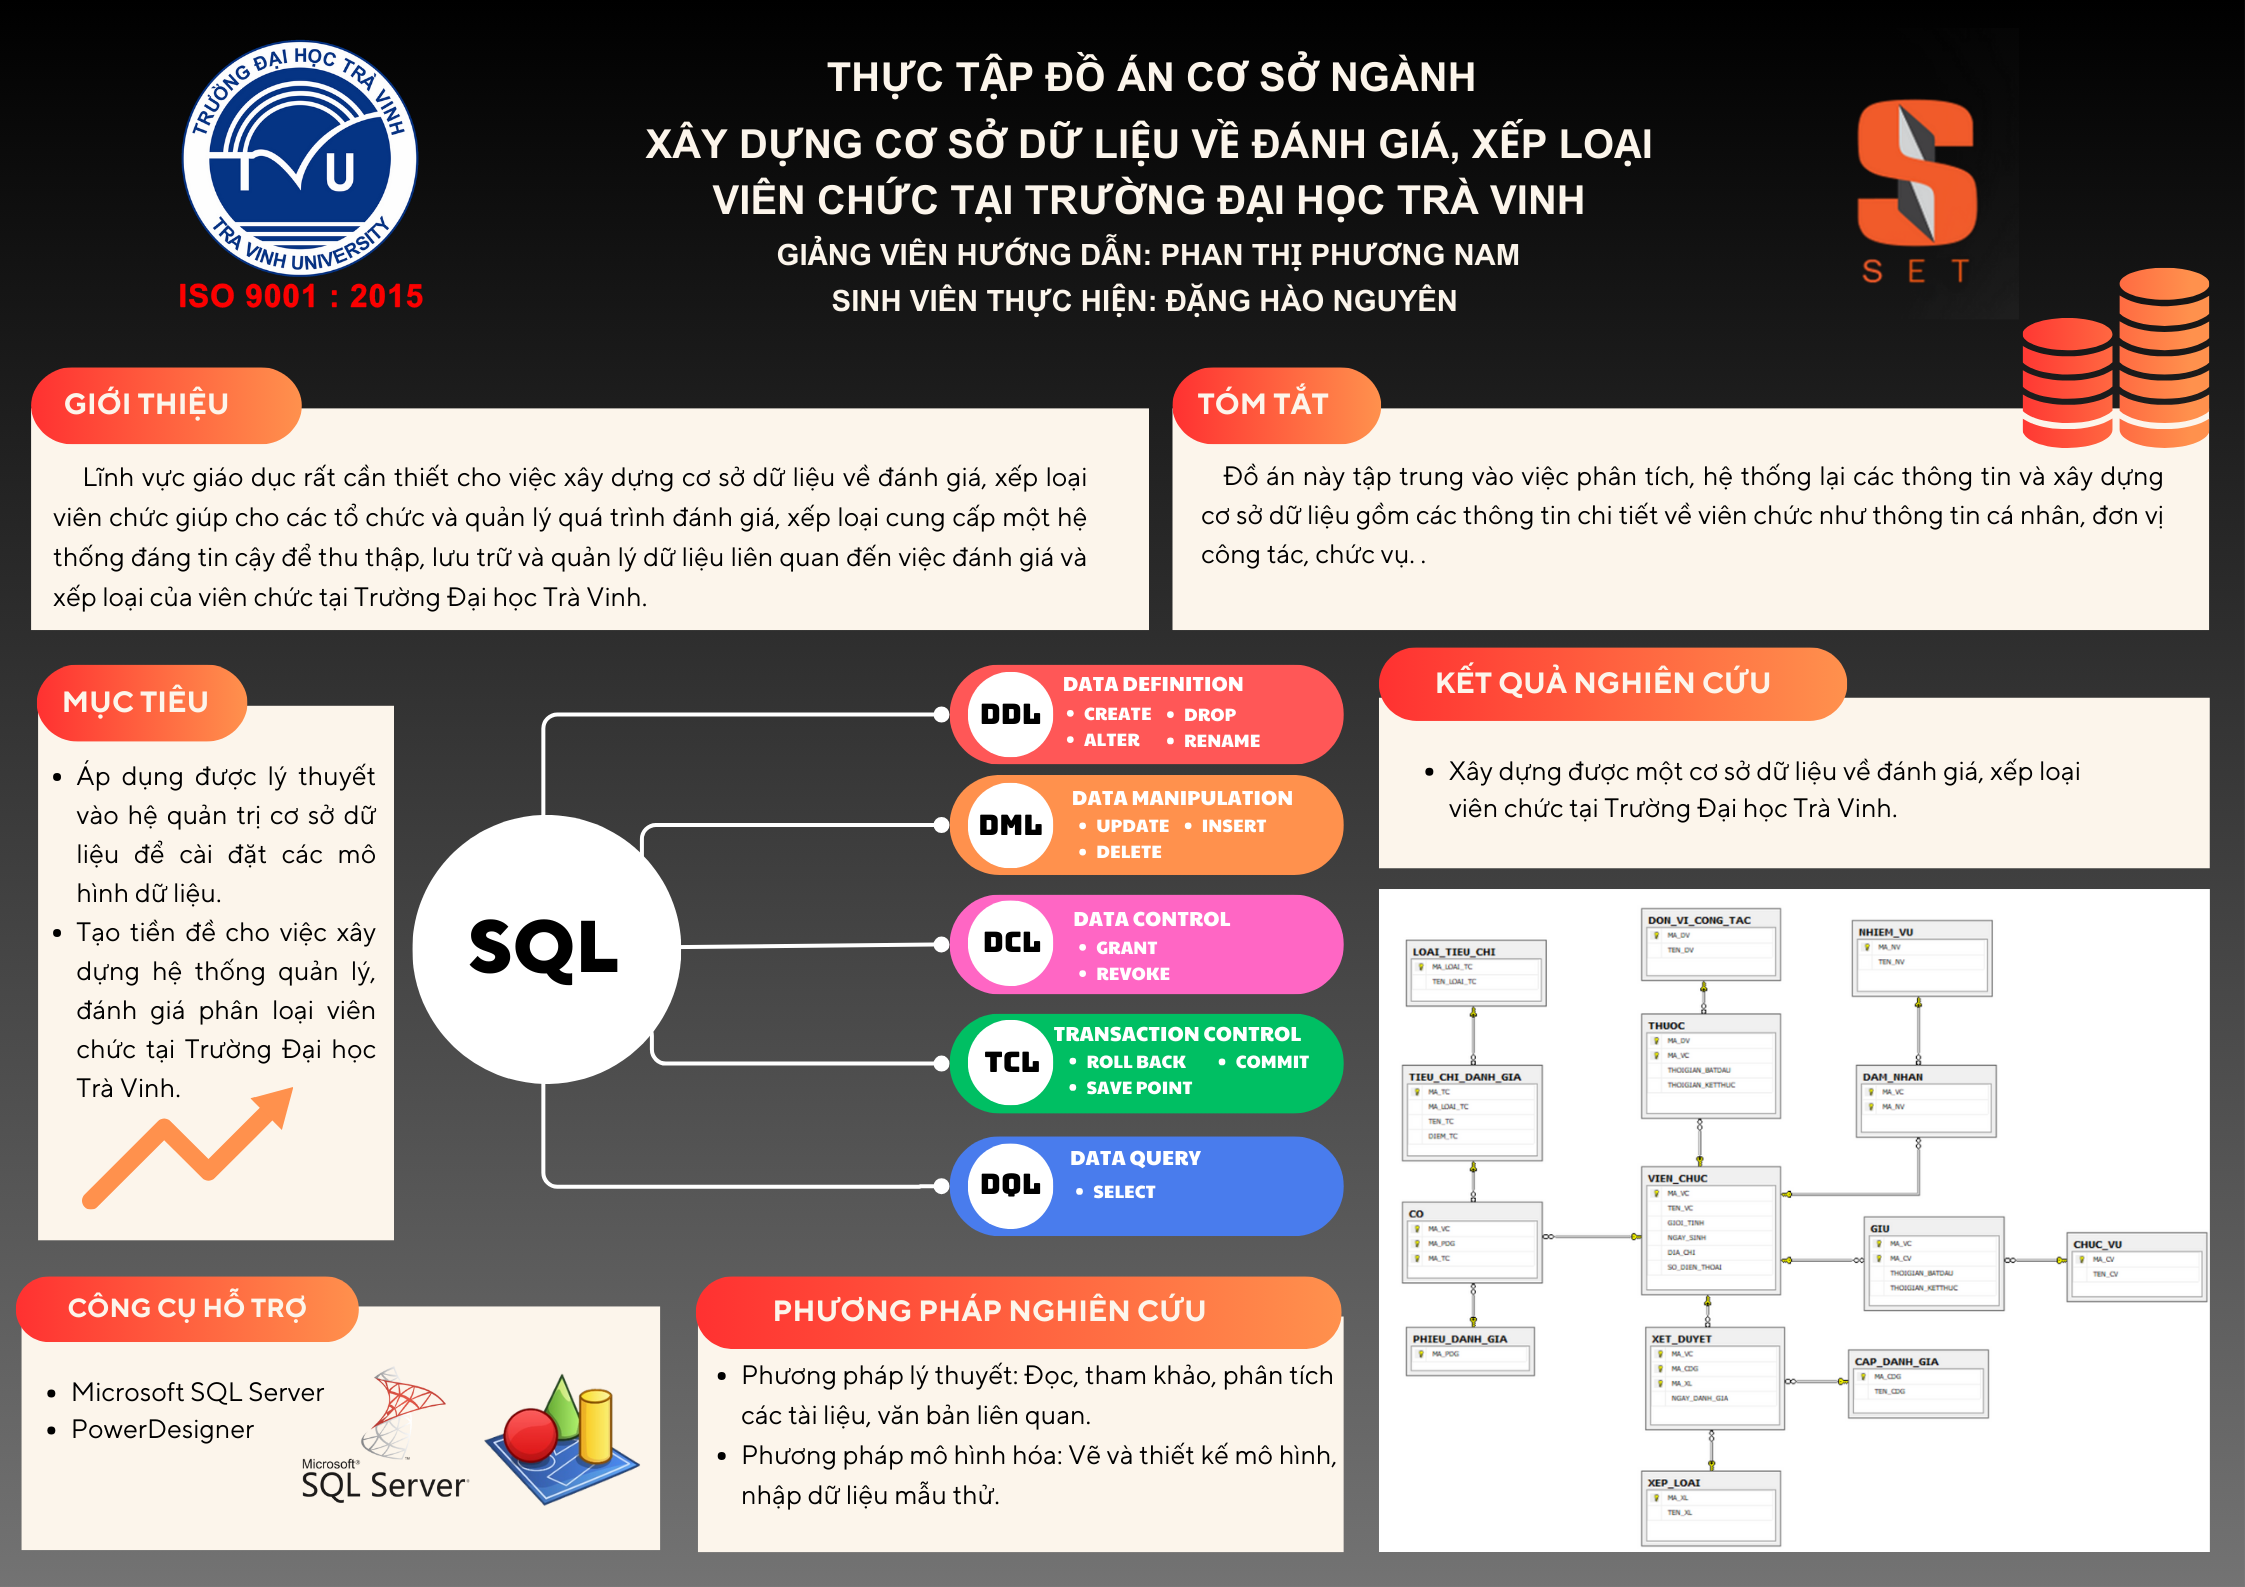 TRƯỜNG ĐẠI HỌC TRÀ VINH
T V U
TRA VINH UNIVERSITY
ISO 9001 : 2015
THỰC TẬP ĐỒ ÁN CƠ SỞ NGÀNH
XÂY DỰNG CƠ SỞ DỮ LIỆU VỀ ĐÁNH GIÁ, XẾP LOẠI
VIÊN CHỨC TẠI TRƯỜNG ĐẠI HỌC TRÀ VINH
GIẢNG VIÊN HƯỚNG DẪN: PHAN THỊ PHƯƠNG NAM
SINH VIÊN THỰC HIỆN: ĐẶNG HÀO NGUYÊN
SET
GIỚI THIỆU
Lĩnh vực giáo dục rất cần thiết cho việc xây dựng cơ sở dữ liệu về đánh giá, xếp loại
viên chức giúp cho các tổ chức và quản lý quá trình đánh giá, xếp loại cung cấp một hệ
thống đáng tin cậy để thu thập, lưu trữ và quản lý dữ liệu liên quan đến việc đánh giá và
xếp loại của viên chức tại Trường Đại học Trà Vinh.
TÓM TẮT
Đồ án này tập trung vào việc phân tích, hệ thống lại các thông tin và xây dựng
cơ sở dữ liệu gồm các thông tin chi tiết về viên chức như thông tin cá nhân, đơn vị
công tác, chức vụ. .
MỤC TIÊU
• Áp dụng được lý thuyết
vào hệ quản trị cơ sở dữ
liệu để cài đặt các mô
hình dữ liệu.
• Tạo tiền đề cho việc xây
dựng hệ thống quản lý,
đánh giá phân loại viên
chức tại Trường Đại học
Trà Vinh.
SQL
DDL
DATA DEFINITION
• CREATE • DROP
• ALTER • RENAME
DML
DATA MANIPULATION
• UPDATE • INSERT
• DELETE
DCL
DATA CONTROL
• GRANT
• REVOKE
TCL
TRANSACTION CONTROL
• ROLL BACK • COMMIT
• SAVE POINT
DQL
DATA QUERY
• SELECT
KẾT QUẢ NGHIÊN CỨU
• Xây dựng được một cơ sở dữ liệu về đánh giá, xếp loại
viên chức tại Trường Đại học Trà Vinh.
LOAI_TIEU_CHI
MA_LOAI_TC
TEN_LOAI_TC
DON_VI_CONG_TAC
MA_DV
TEN_DV
NHIEM_VU
MA_NV
TEN_NV
TIEU_CHI_DANH_GIA
MA_TC
MA_LOAI_TC
TEN_TC
DIEM_TC
THUOC
MA_DV
MA_VC
THOIGIAN_BATDAU
THOIGIAN_KETTHUC
DAM_NHAN
MA_VC
MA_NV
CO
MA_VC
MA_PDG
MA_TC
VIEN_CHUC
MA_VC
TEN_VC
GIOI_TINH
NGAY_SINH
DIA_CHI
SO_DIEN_THOAI
GIU
MA_VC
MA_CV
THOIGIAN_BATDAU
THOIGIAN_KETTHUC
CHUC_VU
MA_CV
TEN_CV
PHIEU_DANH_GIA
MA_PDG
XET_DUYET
MA_VC
MA_CDG
MA_XL
NGAY_DANH_GIA
CAP_DANH_GIA
MA_CDG
TEN_CDG
XEP_LOAI
MA_XL
TEN_XL
CÔNG CỤ HỖ TRỢ
• Microsoft SQL Server
• PowerDesigner
Microsoft®
SQL Server
PHƯƠNG PHÁP NGHIÊN CỨU
• Phương pháp lý thuyết: Đọc, tham khảo, phân tích
các tài liệu, văn bản liên quan.
• Phương pháp mô hình hóa: Vẽ và thiết kế mô hình,
nhập dữ liệu mẫu thử.